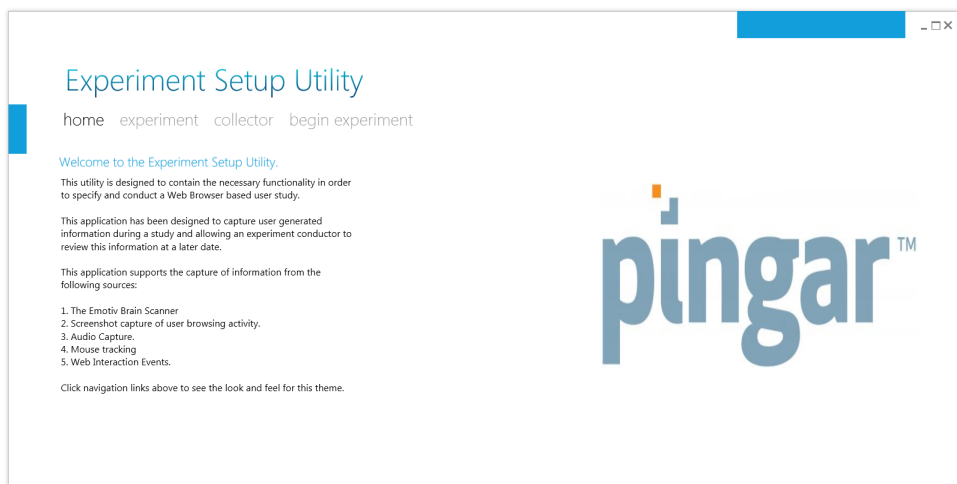 Experiment Setup Utility
home experiment collector begin experiment
Welcome to the Experiment Setup Utility.
This utility is designed to contain the necessary functionality in order
to specify and conduct a Web Browser based user study.
This application has been designed to capture user generated
information during a study and allowing an experiment conductor to
review this information at a later date.
This application supports the capture of information from the
following sources:
1. The Emotiv Brain Scanner
2. Screenshot capture of user browsing activity.
3. Audio Capture.
4. Mouse tracking
5. Web Interaction Events.
Click navigation links above to see the look and feel for this theme.
pingar™